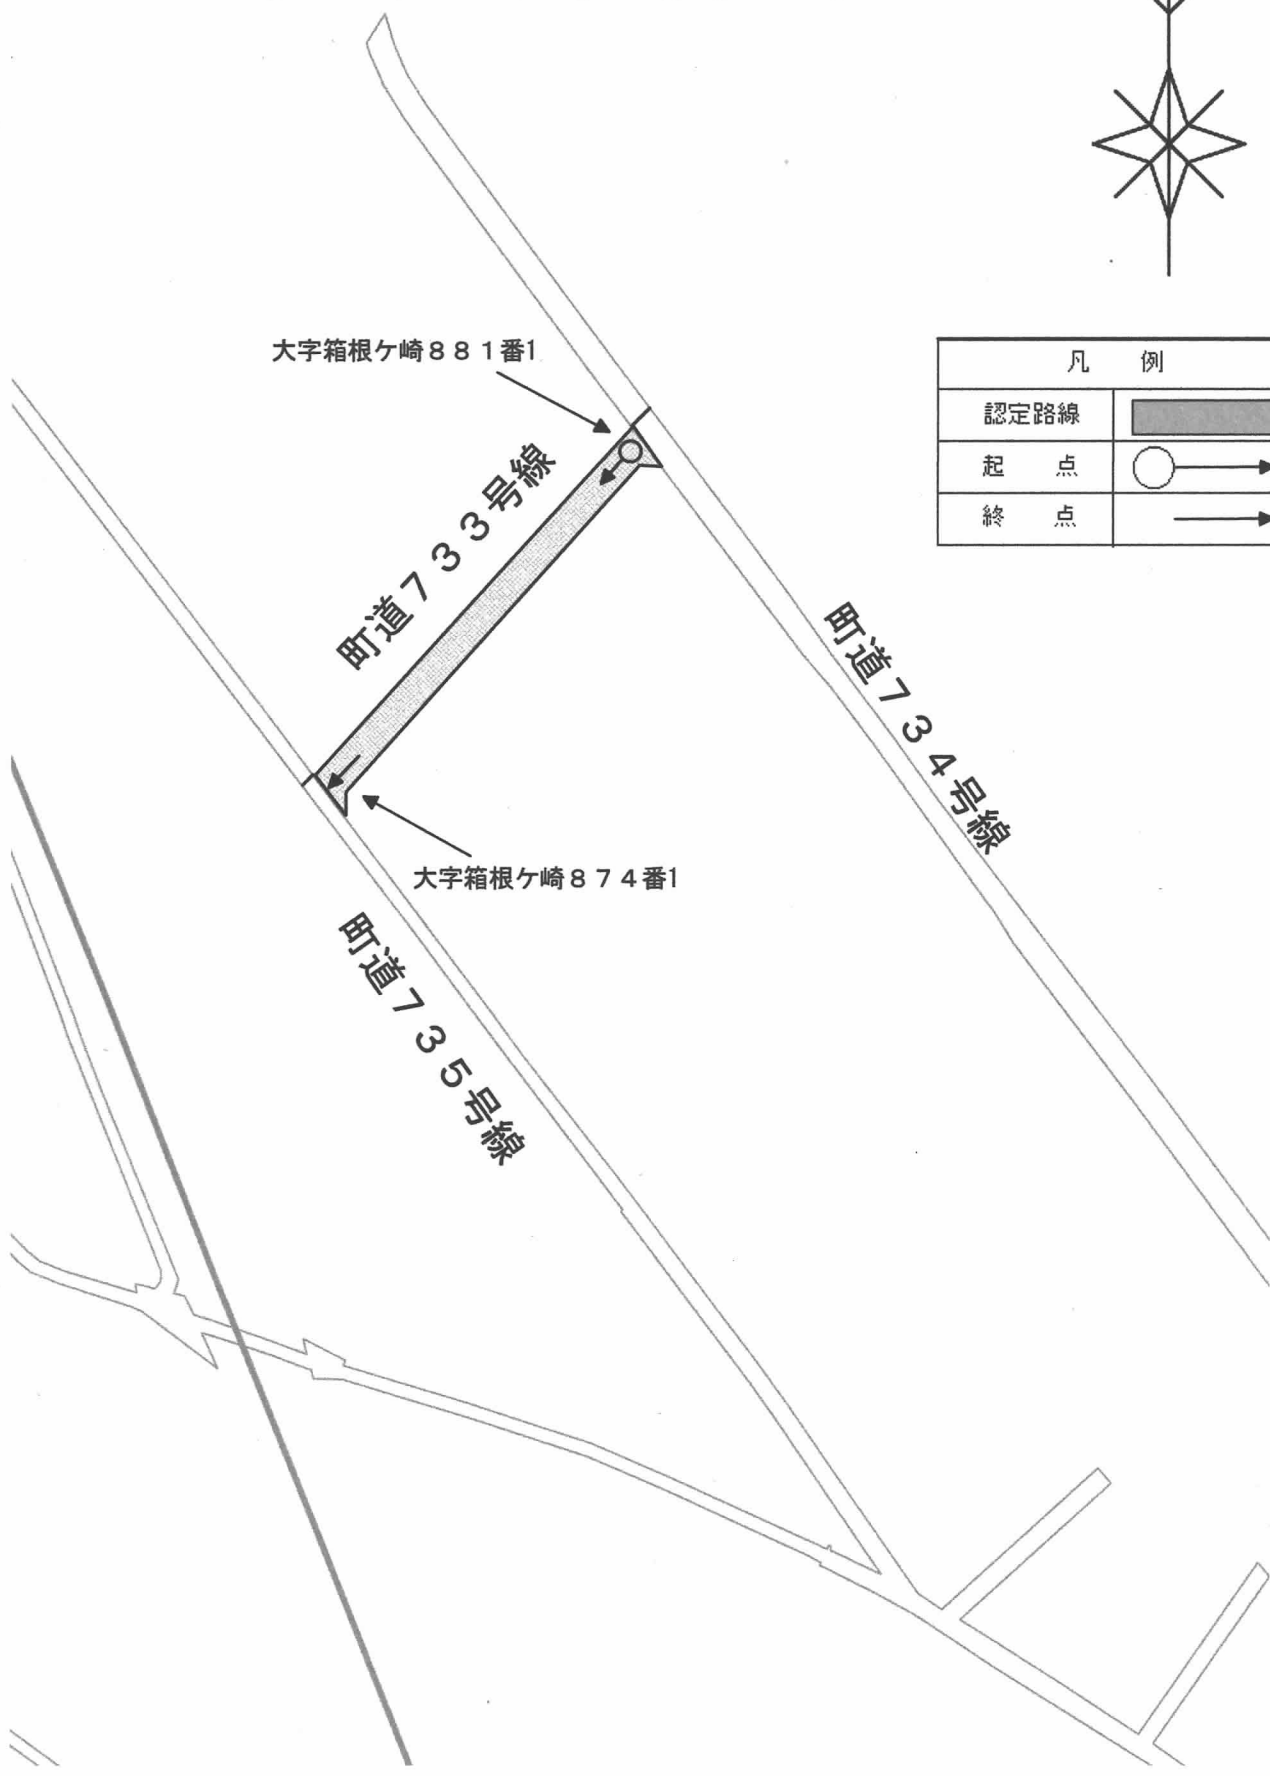 大字箱根ケ崎８８１番1
凡　例
認定路線
起　点
終　点
町道７３３号線
町道７３４号線
大字箱根ケ崎８７４番1
町道７３５号線